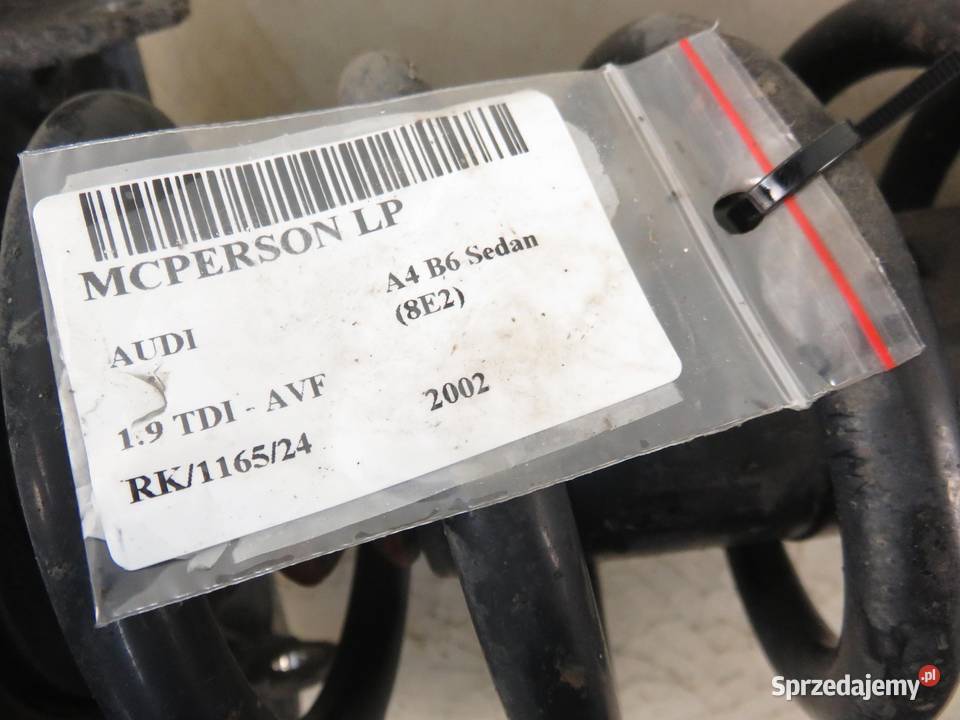 MCPERSON LP
AUDI
A4 B6 Sedan
(8E2)
1.9 TDI - AVF
2002
RK/1165/24
Sprzedajemy.pl